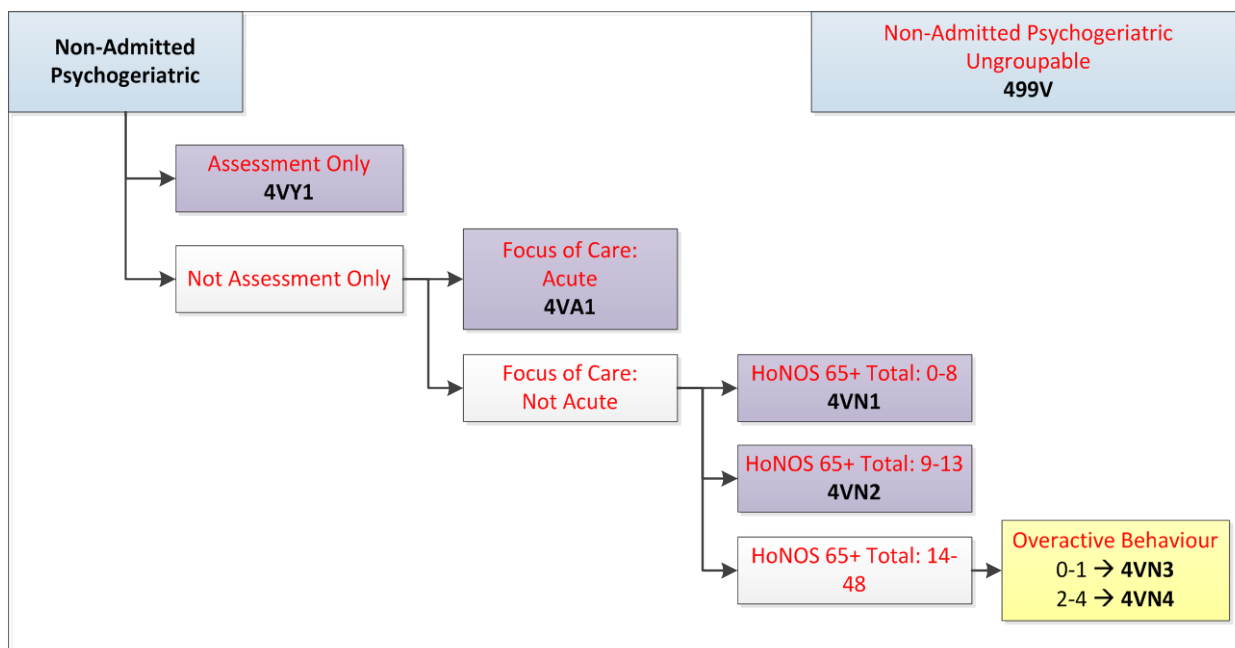 Non-Admitted
Psychogeriatric
Non-Admitted Psychogeriatric
Ungroupable
499V
Assessment Only
4VY1
Not Assessment Only
Focus of Care:
Acute
4VA1
Focus of Care:
Not Acute
HoNOS 65+ Total: 0-8
4VN1
HoNOS 65+ Total: 9-13
4VN2
HoNOS 65+ Total: 14-
48
Overactive Behaviour
0-1 → 4VN3
2-4 → 4VN4